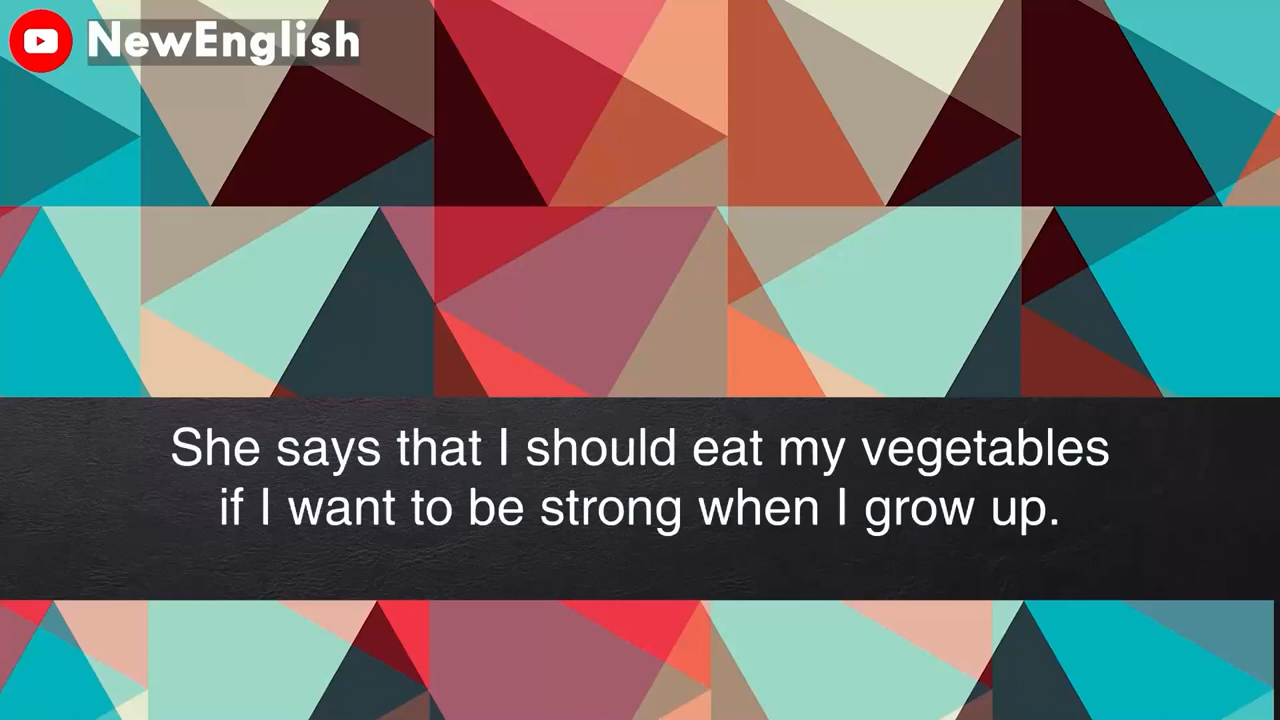 NewEnglish
She says that I should eat my vegetables
if I want to be strong when I grow up.